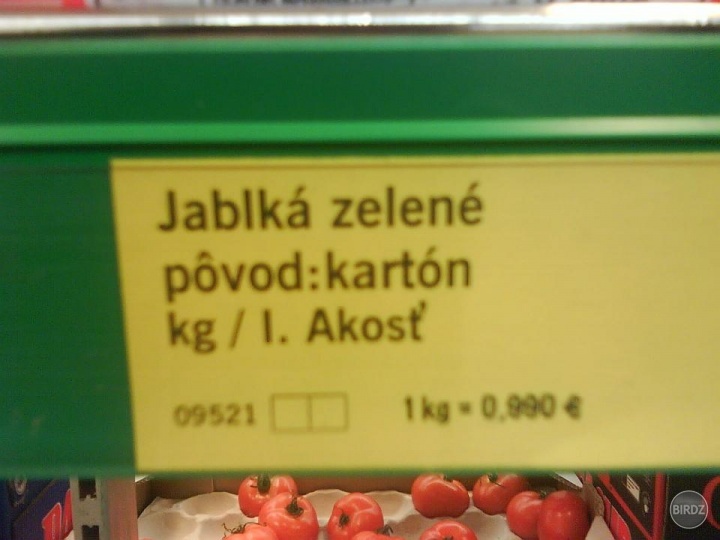 Jablká zelené
pôvod:kartón
kg / I. Akosť
09521 1 kg = 0,990 €
BIRDZ